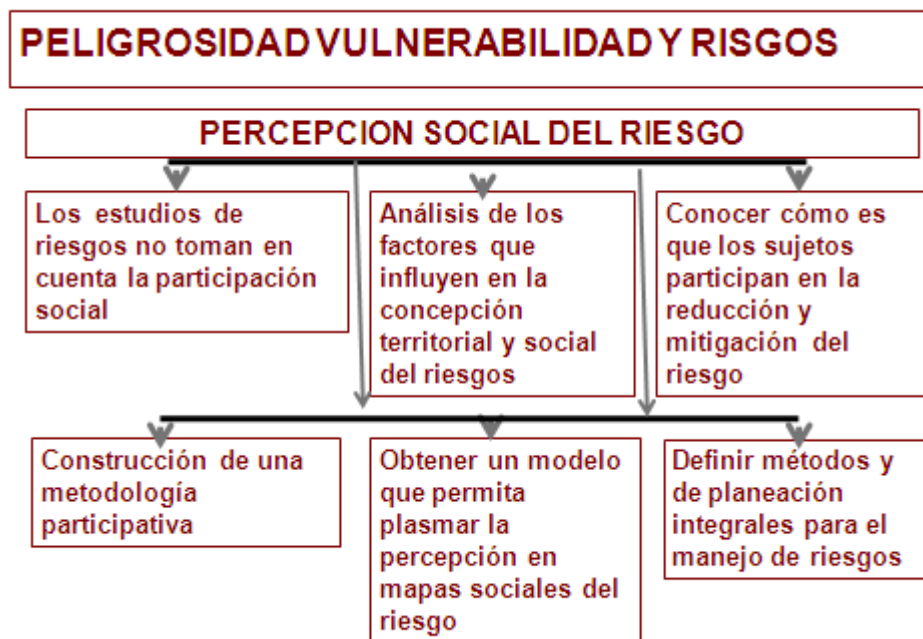 PELIGROSIDAD VULNERABILIDAD Y RISGOS
PERCEPCION SOCIAL DEL RIESGO
Los estudios de
riesgos no toman en
cuenta la participación
social
Análisis de los
factores que
influyen en la
concepción
territorial y social
del riesgos
Conocer cómo es
que los sujetos
participan en la
reducción y
mitigación del
riesgo
Construcción de una
metodología
participativa
Obtener un modelo
que permita
plasmar la
percepción en
mapas sociales del
riesgo
Definir métodos y
de planeación
integrales para el
manejo de riesgos